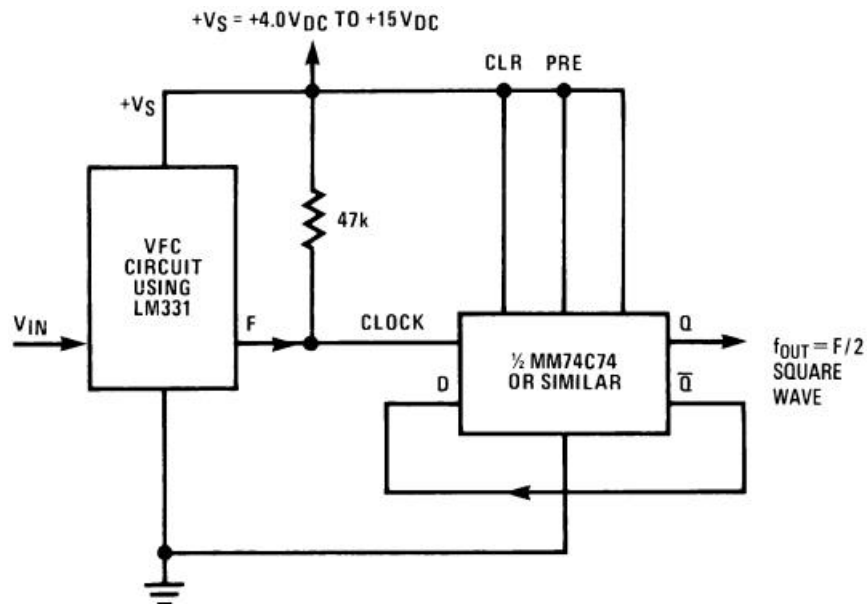 +VS = +4.0VDC TO +15VDC
CLR PRE
+VS
47k
VFC
CIRCUIT
USING
LM331
VIN
F
CLOCK
Q
½ MM74C74
OR SIMILAR
D
Q̅
fOUT = F/2
SQUARE
WAVE